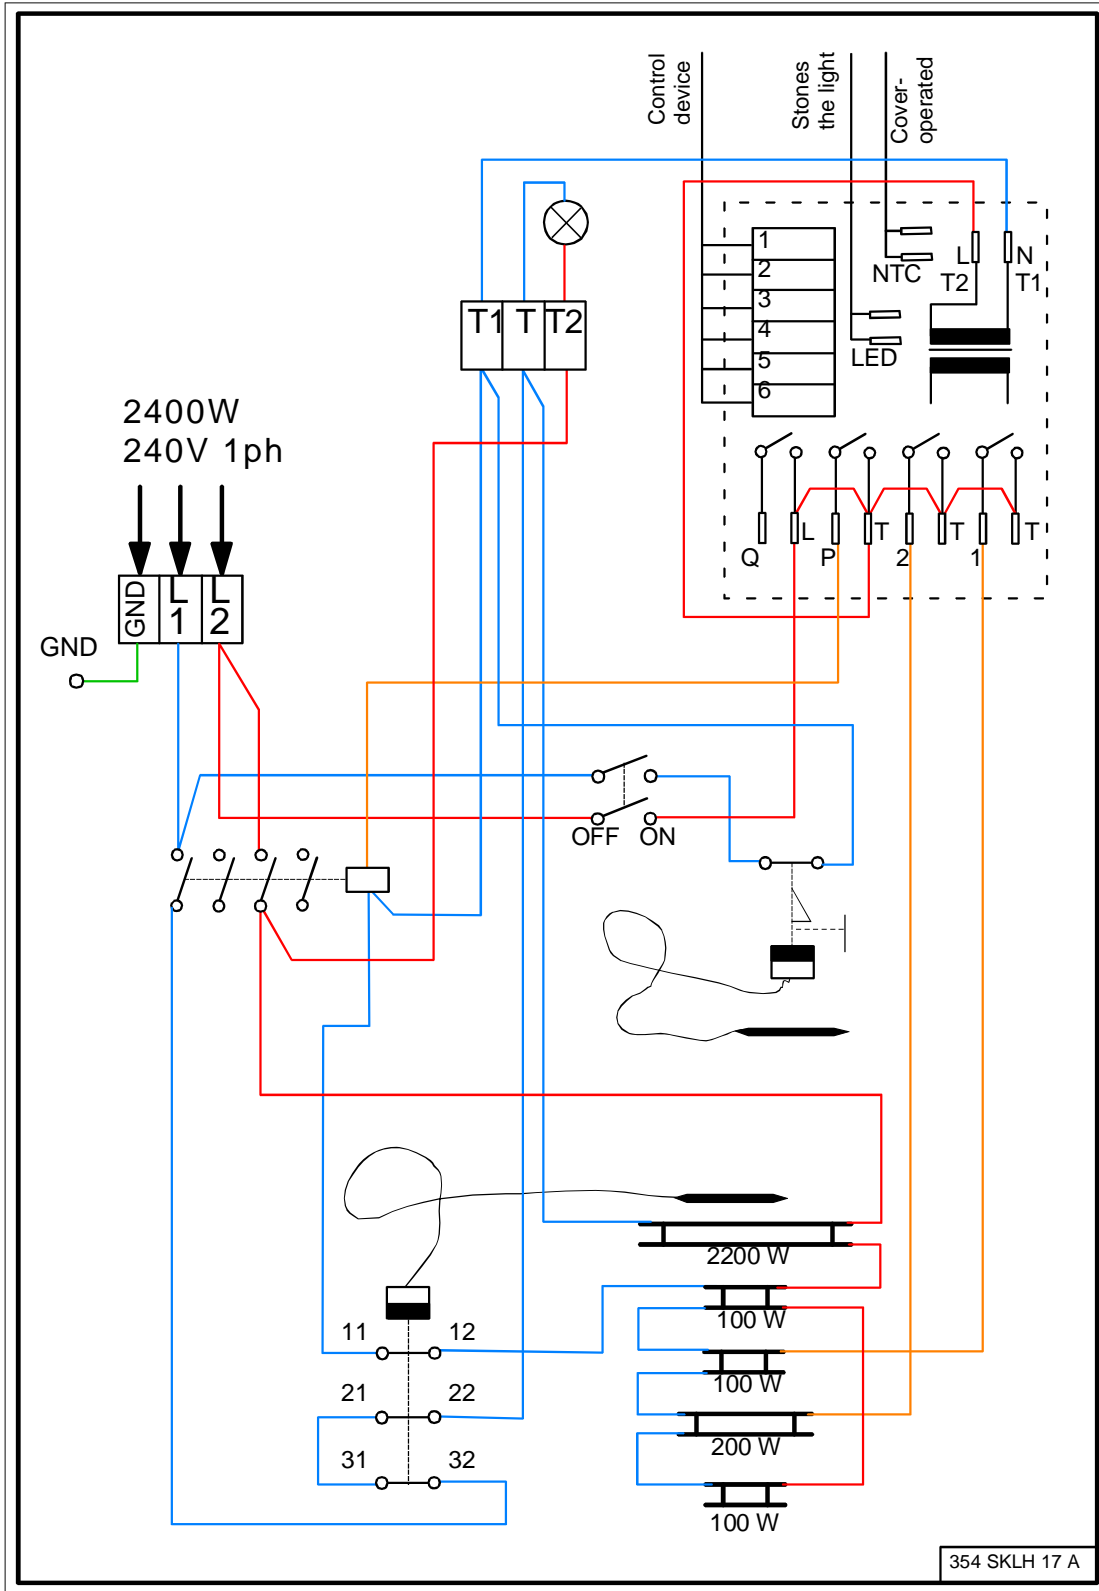 Control
device
Stones
the light
Cover-
operated
1
2
3
4
5
6
NTC
L
N
T2
T1
LED
T1 T T2
2400W
240V 1ph
Q
L
P
T
2
T
1
T
GND
L
1
L
2
GND
OFF ON
2200 W
100 W
11 12
100 W
21 22
200 W
31 32
100 W
354 SKLH 17 A